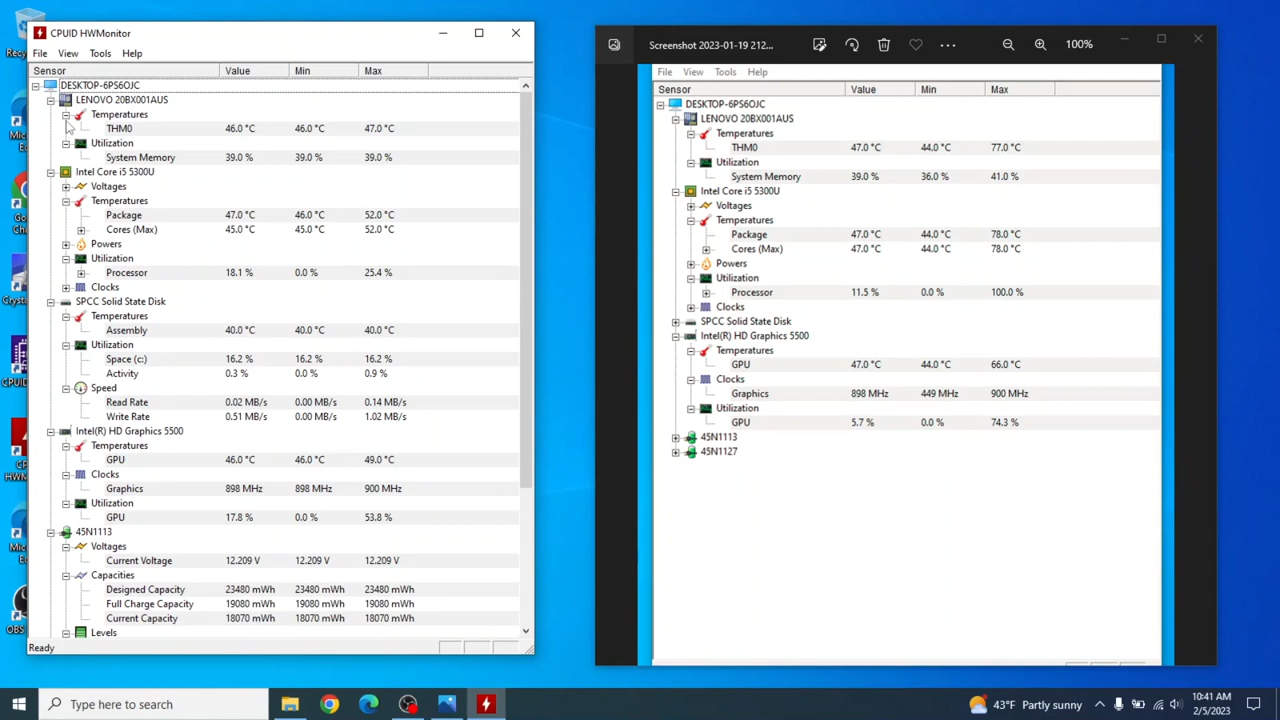 Recy
Mic
E
Go
Ch
Cryst
CPUID
C
HWM
Mic
E
OBS
CPUID HWMonitor
File View Tools Help
Sensor Value Min Max
DESKTOP-6PS6OJC
LENOVO 20BX001AUS
Temperatures
THM0 46.0 °C 46.0 °C 47.0 °C
Utilization
System Memory 39.0 % 39.0 % 39.0 %
Intel Core i5 5300U
Voltages
Temperatures
Package 47.0 °C 46.0 °C 52.0 °C
Cores (Max) 45.0 °C 45.0 °C 52.0 °C
Powers
Utilization
Processor 18.1 % 0.0 % 25.4 %
Clocks
SPCC Solid State Disk
Temperatures
Assembly 40.0 °C 40.0 °C 40.0 °C
Utilization
Space (c:) 16.2 % 16.2 % 16.2 %
Activity 0.3 % 0.0 % 0.9 %
Speed
Read Rate 0.02 MB/s 0.00 MB/s 0.14 MB/s
Write Rate 0.51 MB/s 0.00 MB/s 1.02 MB/s
Intel(R) HD Graphics 5500
Temperatures
GPU 46.0 °C 46.0 °C 49.0 °C
Clocks
Graphics 898 MHz 898 MHz 900 MHz
Utilization
GPU 17.8 % 0.0 % 53.8 %
45N1113
Voltages
Current Voltage 12.209 V 12.209 V 12.209 V
Capacities
Designed Capacity 23480 mWh 23480 mWh 23480 mWh
Full Charge Capacity 19080 mWh 19080 mWh 19080 mWh
Current Capacity 18070 mWh 18070 mWh 18070 mWh
Levels
Ready
Screenshot 2023-01-19 212... 100%
File View Tools Help
Sensor Value Min Max
DESKTOP-6PS6OJC
LENOVO 20BX001AUS
Temperatures
THM0 47.0 °C 44.0 °C 77.0 °C
Utilization
System Memory 39.0 % 36.0 % 41.0 %
Intel Core i5 5300U
Voltages
Temperatures
Package 47.0 °C 44.0 °C 78.0 °C
Cores (Max) 47.0 °C 44.0 °C 78.0 °C
Powers
Utilization
Processor 11.5 % 0.0 % 100.0 %
Clocks
SPCC Solid State Disk
Intel(R) HD Graphics 5500
Temperatures
GPU 47.0 °C 44.0 °C 66.0 °C
Clocks
Graphics 898 MHz 449 MHz 900 MHz
Utilization
GPU 5.7 % 0.0 % 74.3 %
45N1113
45N1127
Type here to search
43°F Partly sunny
10:41 AM
2/5/2023